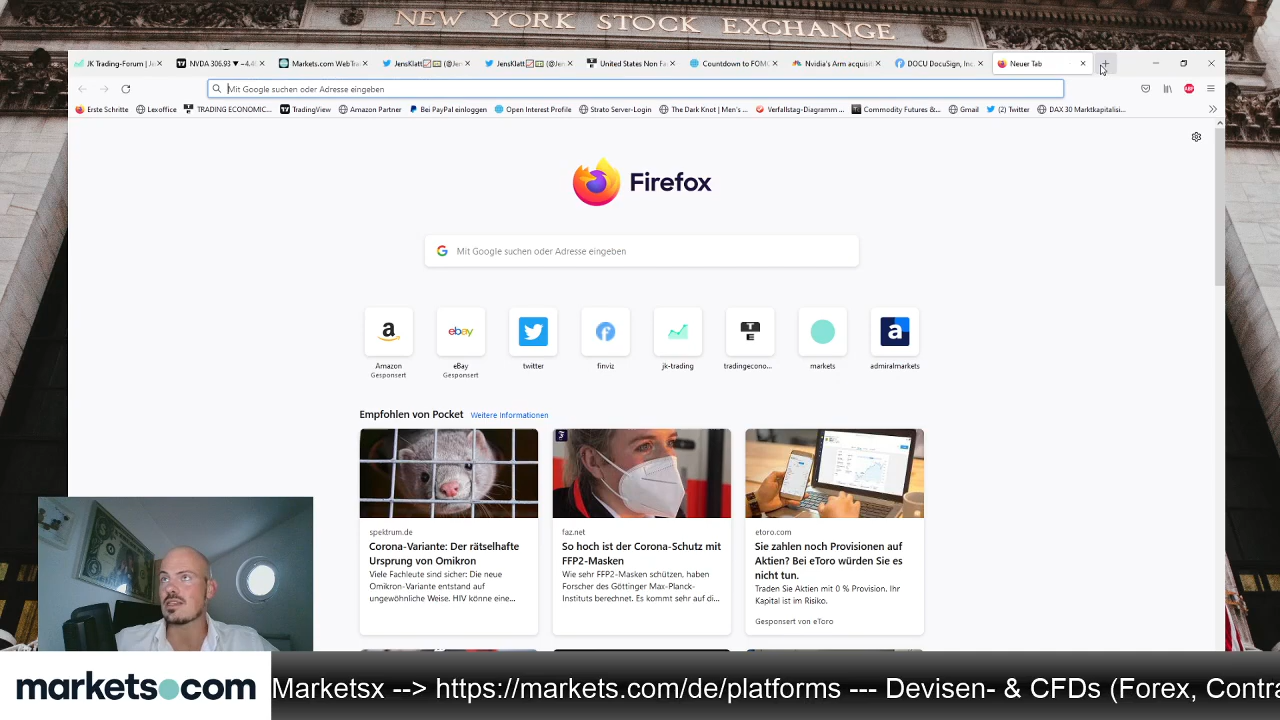 NEW YORK STOCK EXCHANGE
JK Trading-Forum | J
NVDA 306.93 ▼ −4.4
Markets.com WebTr
JensKlatt
(@Jen
JensKlatt
(@Jen
United States Non Fa
Countdown to FOM
Nvidia's Arm acquisi
DOCU DocuSign, Inc.
Neuer Tab
Mit Google suchen oder Adresse eingeben
Erste Schritte
Lexoffice
TRADING ECONOMIC...
TradingView
Amazon Partner
Bei PayPal einloggen
Open Interest Profile
Strato Server-Login
The Dark Knot | Men's ...
Verfallstag-Diagramm ...
Commodity Futures &...
Gmail
(2) Twitter
DAX 30 Marktkapitalisi...
Firefox
Mit Google suchen oder Adresse eingeben
Amazon
Gesponsert
eBay
Gesponsert
twitter
finviz
jk-trading
tradingecono...
markets
admiralmarkets
Empfohlen von Pocket Weitere Informationen
spektrum.de
Corona-Variante: Der rätselhafte
Ursprung von Omikron
Viele Fachleute sind sicher: Die neue
Omikron-Variante entstand auf
ungewöhnliche Weise. HIV könne eine...
faz.net
So hoch ist der Corona-Schutz mit
FFP2-Masken
Wie sehr FFP2-Masken schützen, haben
Forscher des Göttinger Max-Planck-
Instituts berechnet. Es kommt sehr auf di...
etoro.com
Sie zahlen noch Provisionen auf
Aktien? Bei eToro würden Sie es
nicht tun.
Traden Sie Aktien mit 0 % Provision. Ihr
Kapital ist im Risiko.
Gesponsert von eToro
markets.com
Marketsx --> https://markets.com/de/platforms --- Devisen- & CFDs (Forex, Contra